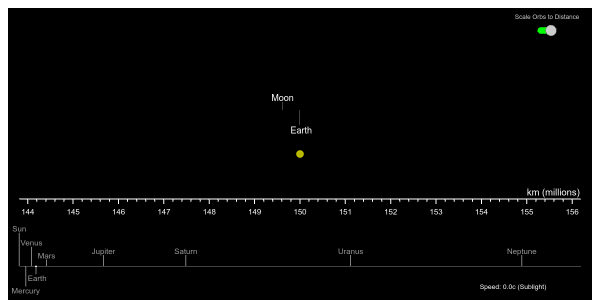 Scale Orbs to Distance
Moon
Earth
km (millions)
144 145 146 147 148 149 150 151 152 153 154 155 156
Sun
Venus
Mars Jupiter Saturn Uranus Neptune
Earth
Mercury
Speed: 0.0c (Sublight)